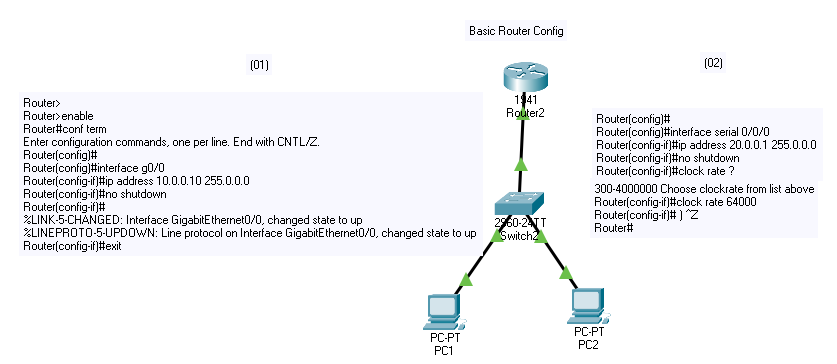 Basic Router Config
(01)
Router>
Router>enable
Router#conf term
Enter configuration commands, one per line. End with CNTL/Z.
Router(config)#
Router(config)#interface g0/0
Router(config-if)#ip address 10.0.0.10 255.0.0.0
Router(config-if)#no shutdown
Router(config-if)#
%LINK-5-CHANGED: Interface GigabitEthernet0/0, changed state to up
%LINEPROTO-5-UPDOWN: Line protocol on Interface GigabitEthernet0/0, changed state to up
Router(config-if)#exit
(02)
Router(config)#
Router(config)#interface serial 0/0/0
Router(config-if)#ip address 20.0.0.1 255.0.0.0
Router(config-if)#no shutdown
Router(config-if)#clock rate ?
300-4000000 Choose clockrate from list above
Router(config-if)#clock rate 64000
Router(config-if)# ) ^Z
Router#
1941
Router2
2960-24TT
Switch2
PC-PT
PC1
PC-PT
PC2